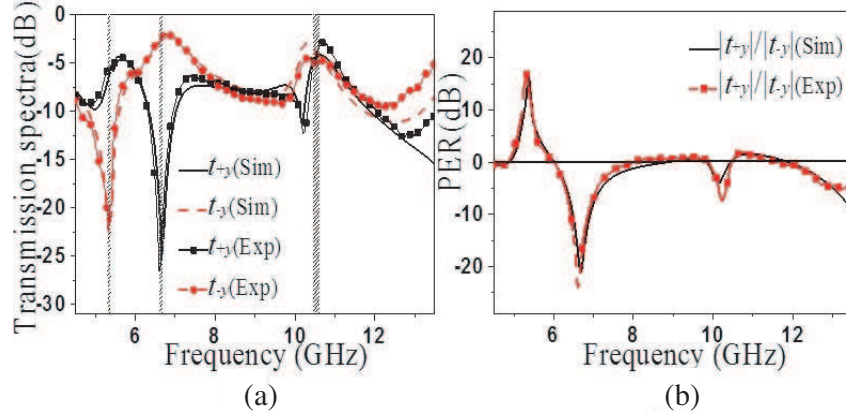 Transmission spectra(dB)
0
-5
-10
-15
-20
-25
-30
t+y(Sim)
t-y(Sim)
t+y(Exp)
t-y(Exp)
6
8
10
12
Frequency (GHz)
(a)
PER(dB)
20
10
0
-10
-20
|t+y|/|t-y|(Sim)
|t+y|/|t-y|(Exp)
6
8
10
12
Frequency (GHz)
(b)